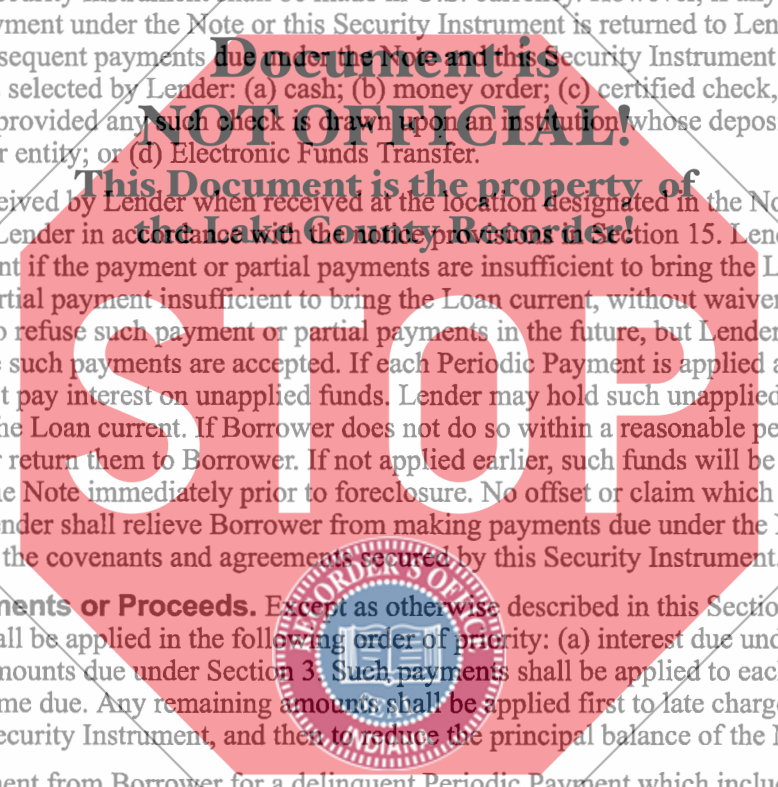 yment under the Note or this Security Instrument is returned to Len
Document is
sequent payments due under the Note and this Security Instrument
selected by Lender: (a) cash; (b) money order; (c) certified check,
NOT OFFICIAL!
provided any such check is drawn upon an institution whose depos
r entity; or (d) Electronic Funds Transfer.
This Document is the property of
eived by Lender when received at the location designated in the No
the Lake County Recorder!
Lender in accordance with the notice provisions in Section 15. Lend
nt if the payment or partial payments are insufficient to bring the L
rtial payment insufficient to bring the Loan current, without waiver
o refuse such payment or partial payments in the future, but Lender
e such payments are accepted. If each Periodic Payment is applied a
t pay interest on unapplied funds. Lender may hold such unapplied
he Loan current. If Borrower does not do so within a reasonable pe
r return them to Borrower. If not applied earlier, such funds will be
e Note immediately prior to foreclosure. No offset or claim which
ender shall relieve Borrower from making payments due under the N
the covenants and agreements secured by this Security Instrument.
STOP
ments or Proceeds. Except as otherwise described in this Sectio
all be applied in the following order of priority: (a) interest due und
mounts due under Section 3. Such payments shall be applied to eac
me due. Any remaining amounts shall be applied first to late charge
ecurity Instrument, and then to reduce the principal balance of the N
RECORDER'S OFFICE
SEAL
INDIANA
ment from Borrower for a delinquent Periodic Payment which includ